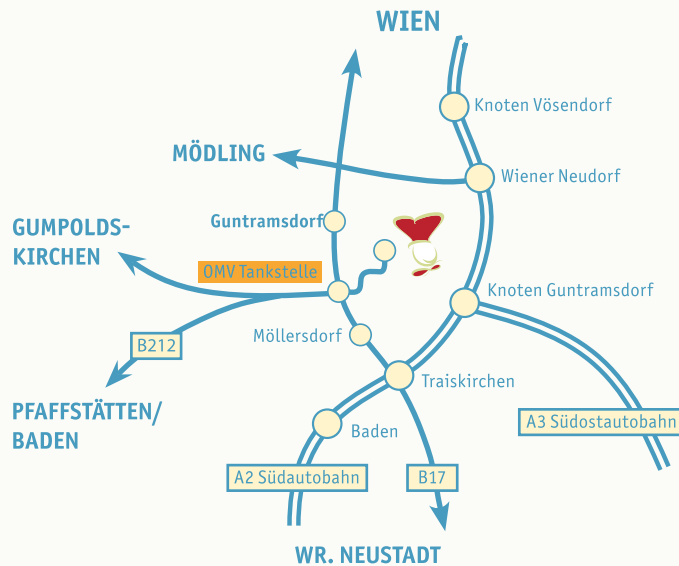 WIEN
Knoten Vösendorf
MÖDLING
Wiener Neudorf
Guntramsdorf
GUMPOLDS-
KIRCHEN
OMV Tankstelle
Knoten Guntramsdorf
Möllersdorf
B212
Traiskirchen
PFAFFSTÄTTEN/
BADEN
Baden
A3 Südostautobahn
A2 Südautobahn
B17
WR. NEUSTADT